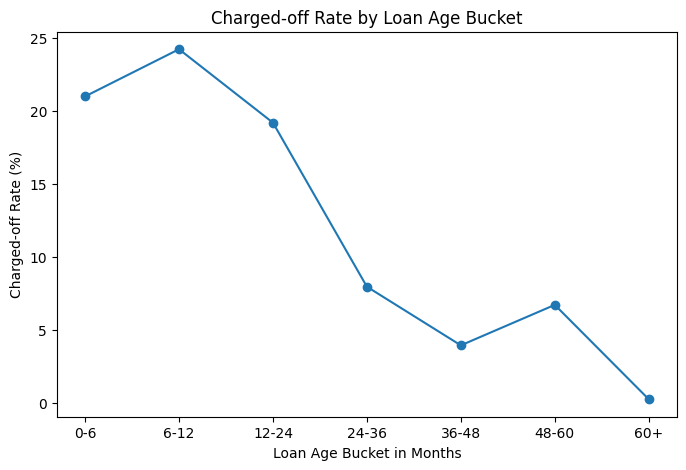 Charged-off Rate by Loan Age Bucket
Charged-off Rate (%)
25
20
15
10
5
0
0-6 6-12 12-24 24-36 36-48 48-60 60+
Loan Age Bucket in Months